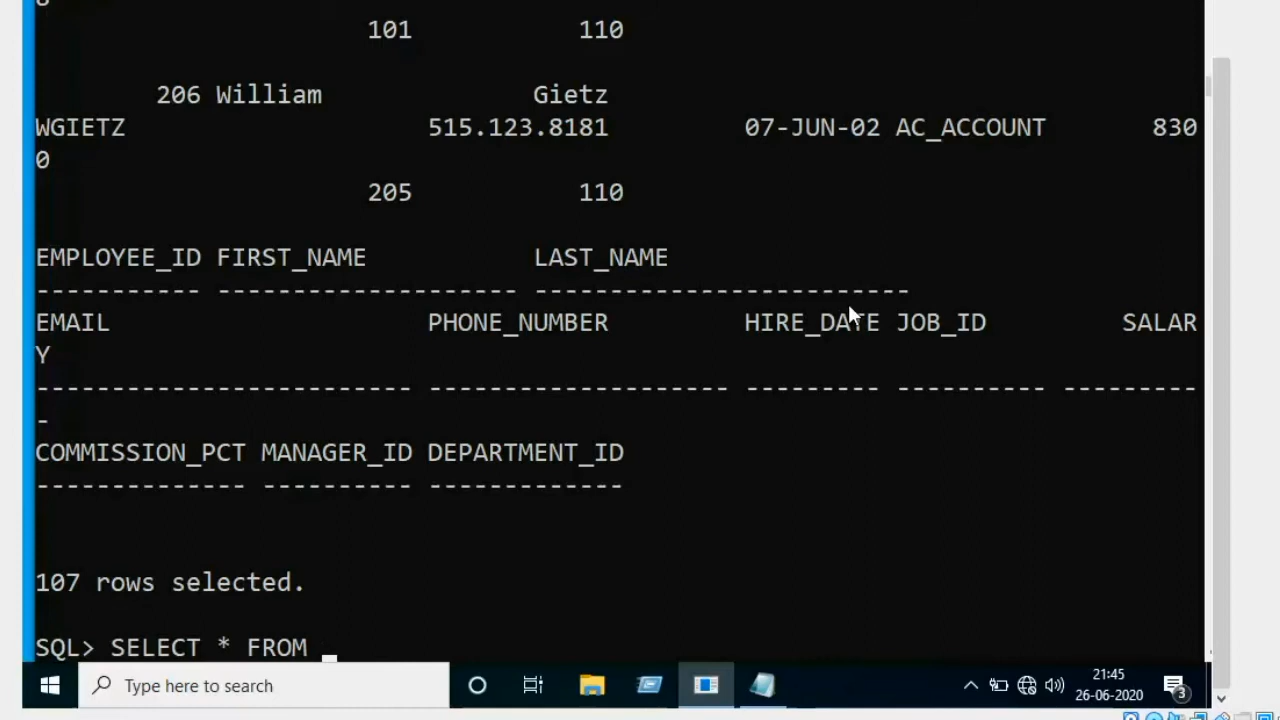 101 110
206 William Gietz
WGIETZ 515.123.8181 07-JUN-02 AC_ACCOUNT 830
0
205 110
EMPLOYEE_ID FIRST_NAME LAST_NAME
----------- -------------------- -------------------------
EMAIL PHONE_NUMBER HIRE_DATE JOB_ID SALAR
Y
------------------------- -------------------- --------- ---------- ---------
-
COMMISSION_PCT MANAGER_ID DEPARTMENT_ID
-------------- ---------- -------------
107 rows selected.
SQL> SELECT * FROM _
Type here to search
21:45
26-06-2020
3